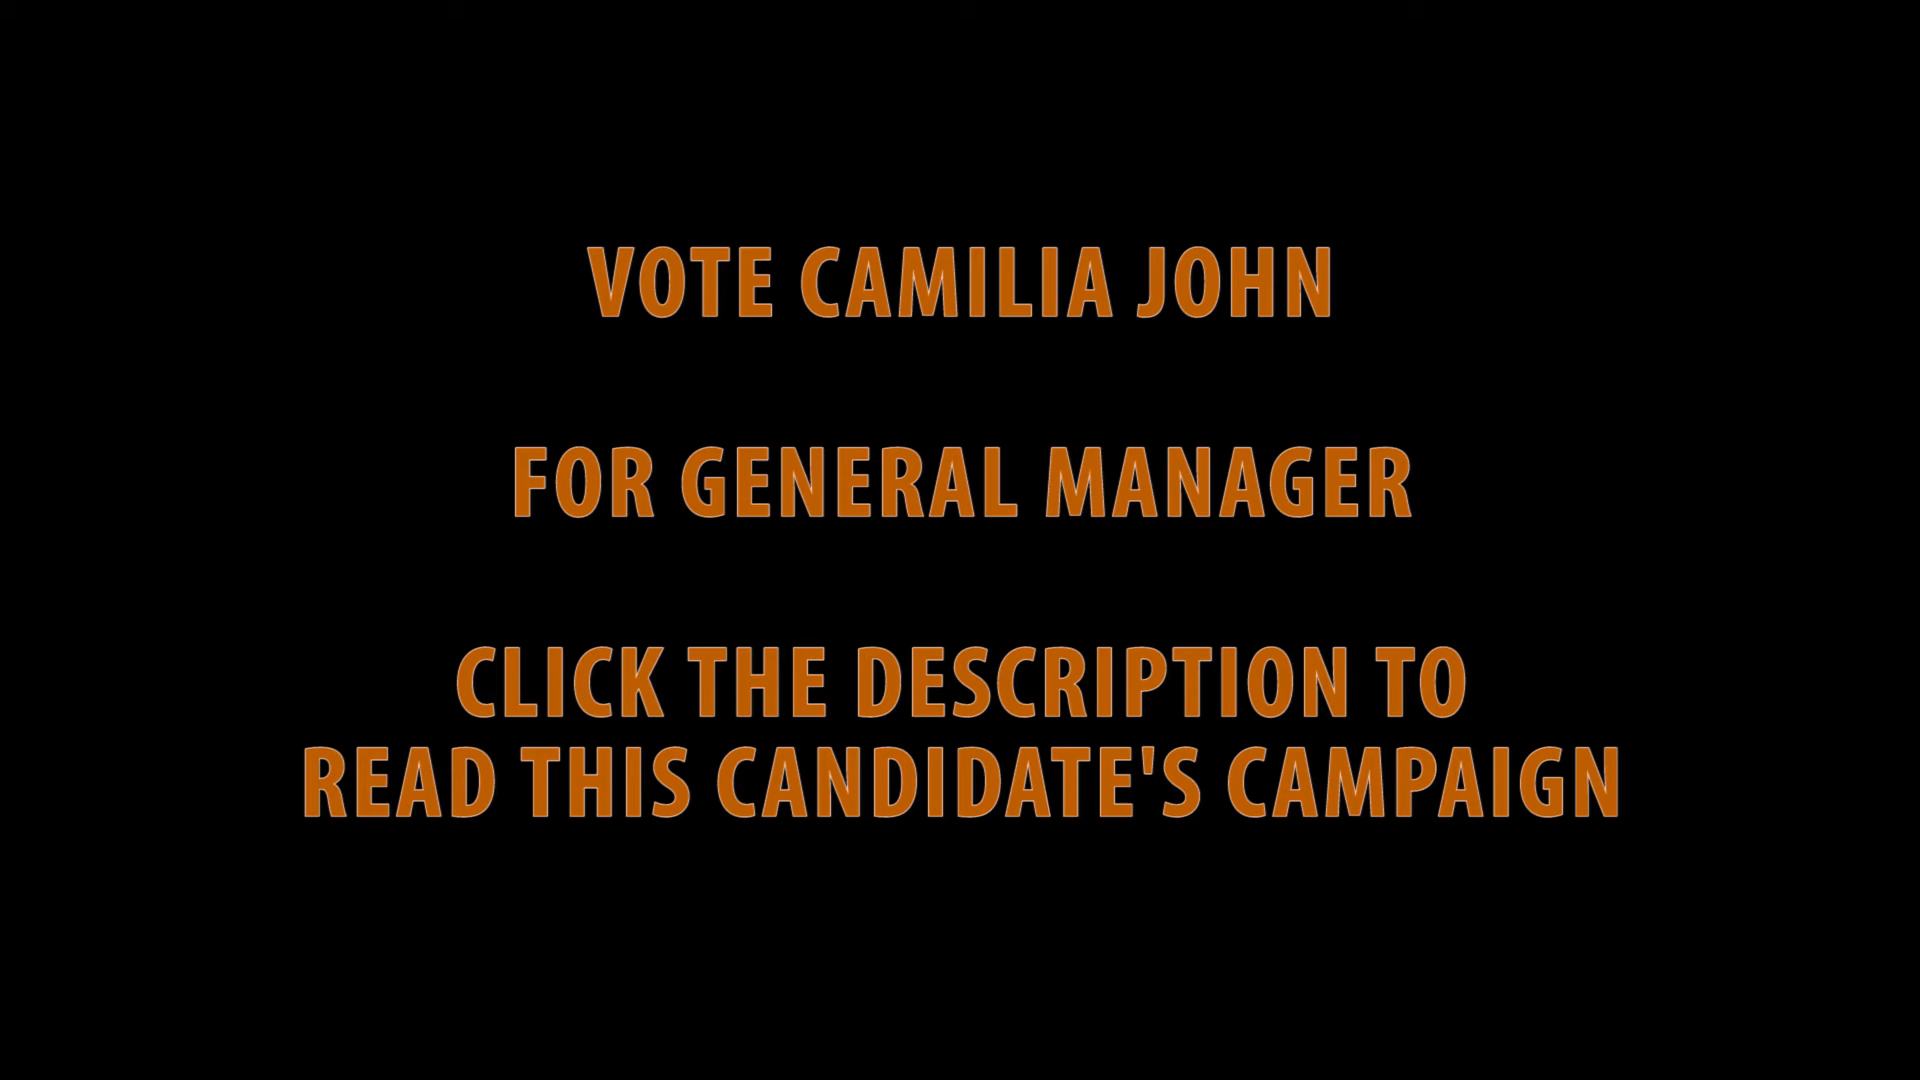 VOTE CAMILIA JOHN
FOR GENERAL MANAGER
CLICK THE DESCRIPTION TO
READ THIS CANDIDATE'S CAMPAIGN